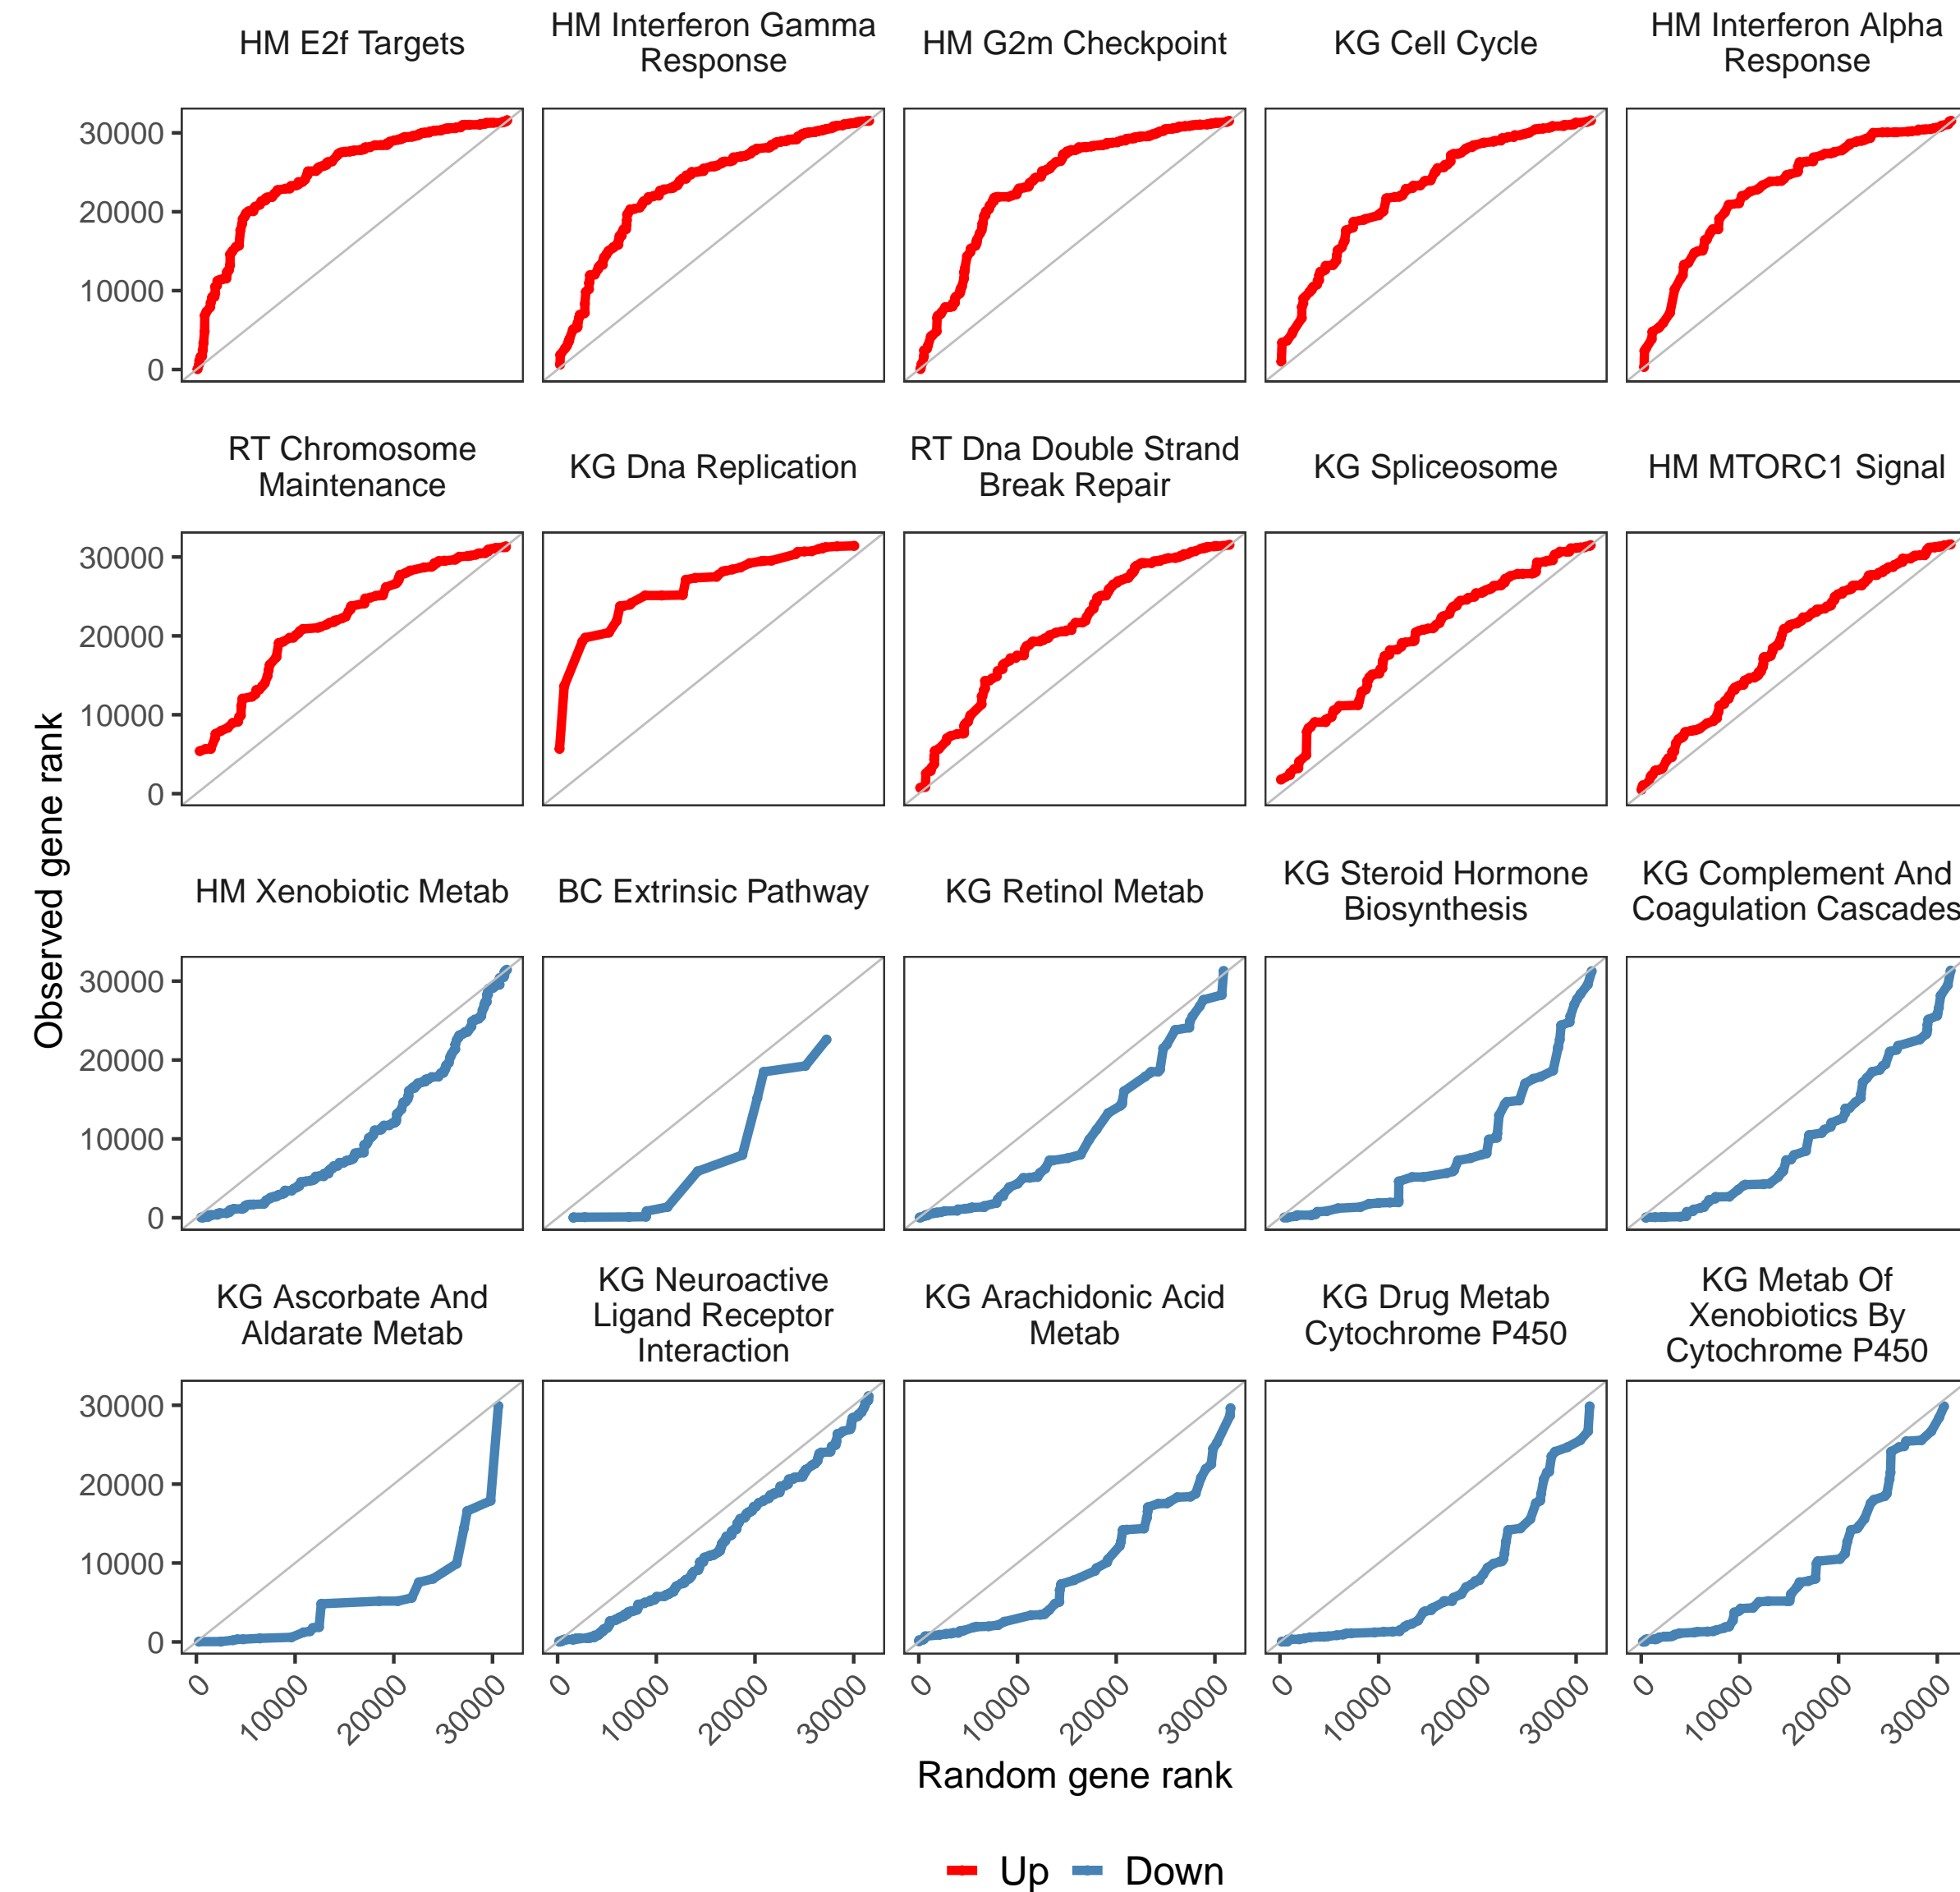 HM E2f Targets
HM Interferon Gamma
Response
HM G2m Checkpoint
KG Cell Cycle
HM Interferon Alpha
Response
30000
20000
10000
0
RT Chromosome
Maintenance
KG Dna Replication
RT Dna Double Strand
Break Repair
KG Spliceosome
HM MTORC1 Signal
30000
20000
10000
0
Observed gene rank
HM Xenobiotic Metab
BC Extrinsic Pathway
KG Retinol Metab
KG Steroid Hormone
Biosynthesis
KG Complement And
Coagulation Cascades
30000
20000
10000
0
KG Ascorbate And
Aldarate Metab
KG Neuroactive
Ligand Receptor
Interaction
KG Arachidonic Acid
Metab
KG Drug Metab
Cytochrome P450
KG Metab Of
Xenobiotics By
Cytochrome P450
30000
20000
10000
0
0 10000 20000 30000
0 10000 20000 30000
0 10000 20000 30000
0 10000 20000 30000
0 10000 20000 30000
Random gene rank
Up Down